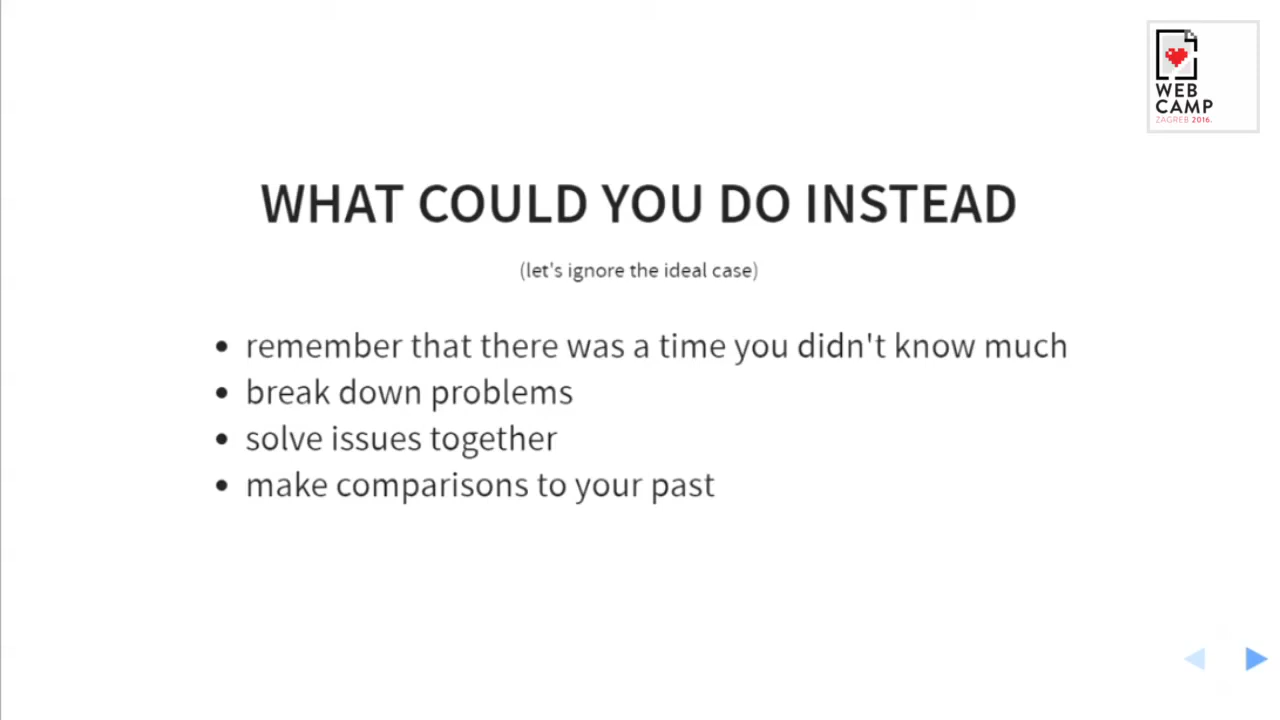 WEB
CAMP
ZAGREB 2016.
WHAT COULD YOU DO INSTEAD
(let's ignore the ideal case)
• remember that there was a time you didn't know much
• break down problems
• solve issues together
• make comparisons to your past